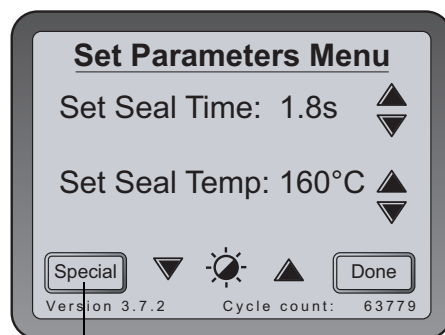 Set Parameters Menu
Set Seal Time: 1.8s
Set Seal Temp: 160°C
Special Done
Version 3.7.2 Cycle count: 63779